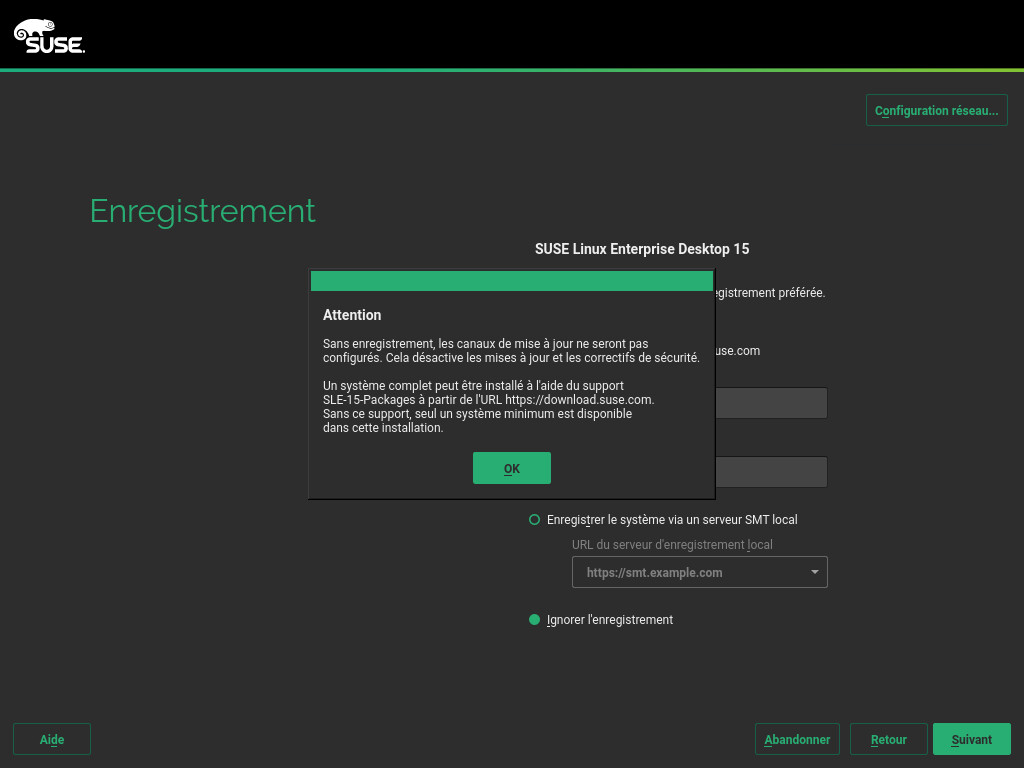 SUSE.
Configuration réseau...
Enregistrement
SUSE Linux Enterprise Desktop 15
préférée.
Attention
Sans enregistrement, les canaux de mise à jour ne seront pas
configurés. Cela désactive les mises à jour et les correctifs de sécurité.
Un système complet peut être installé à l'aide du support
SLE-15-Packages à partir de l'URL https://download.suse.com.
Sans ce support, seul un système minimum est disponible
dans cette installation.
OK
Enregistrer le système via un serveur SMT local
URL du serveur d'enregistrement local
https://smt.example.com
Ignorer l'enregistrement
Aide
Abandonner
Retour
Suivant